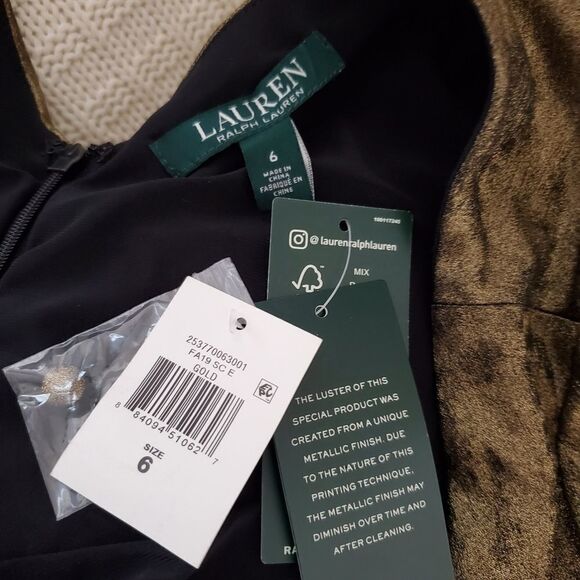 LAUREN
RALPH LAUREN
6
MADE IN
CHINA
FABRIQUÉ EN
CHINE
189117240
@laurenralphlauren
MIX
253770063001
FA19 SC E
GOLD
8 84094 51062 7
SIZE
6
THE LUSTER OF THIS
SPECIAL PRODUCT WAS
CREATED FROM A UNIQUE
METALLIC FINISH. DUE
TO THE NATURE OF THIS
PRINTING TECHNIQUE,
THE METALLIC FINISH MAY
DIMINISH OVER TIME AND
AFTER CLEANING.
RA